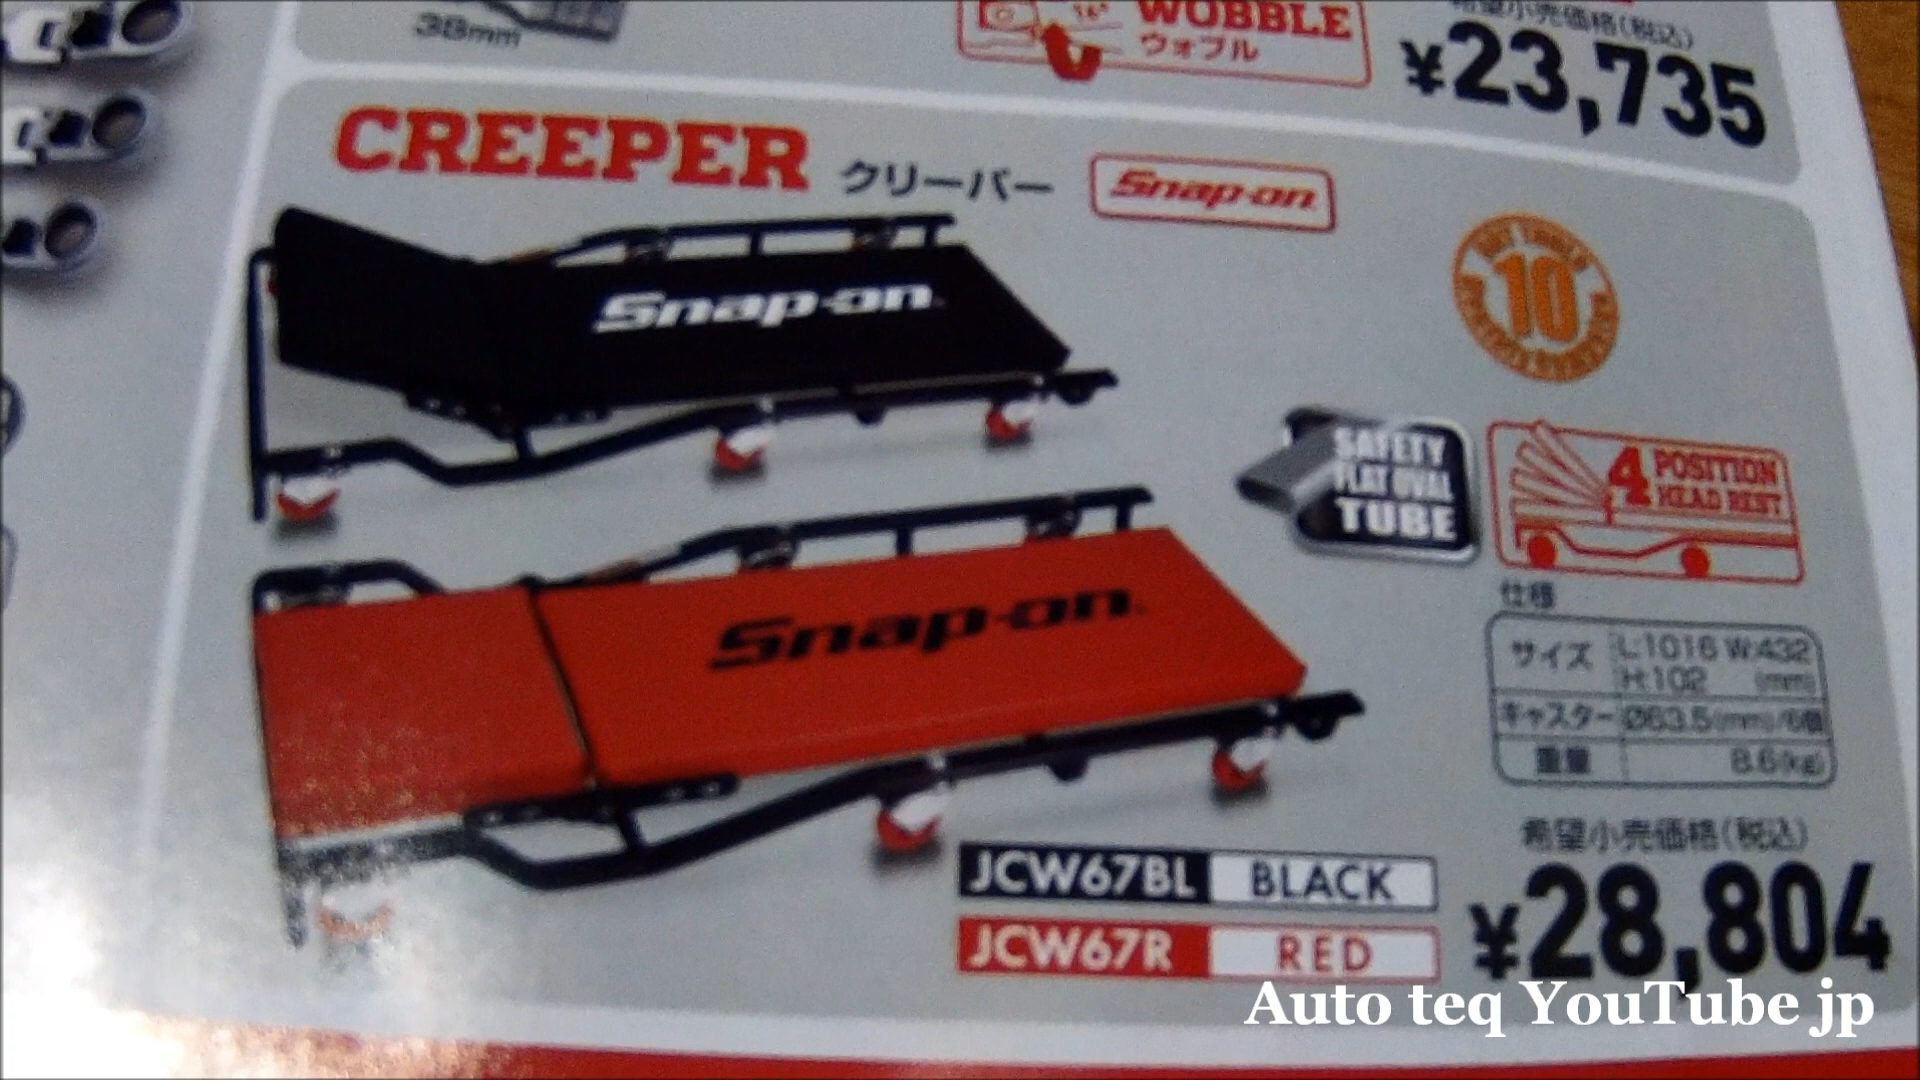 38mm
16°
WOBBLE
ウォブル
希望小売価格(税込)
¥23,735
CREEPER クリーパー Snap-on
Snap-on
10
SAFETY
FLAT OVAL
TUBE
4 POSITION
HEAD REST
Snap-on
仕様
サイズ L:1016 W:432
H:102 (mm)
キャスター Ø63.5(mm)/6個
重量 8.6(kg)
希望小売価格(税込)
JCW67BL BLACK
JCW67R RED
¥28,804
Auto teq YouTube jp